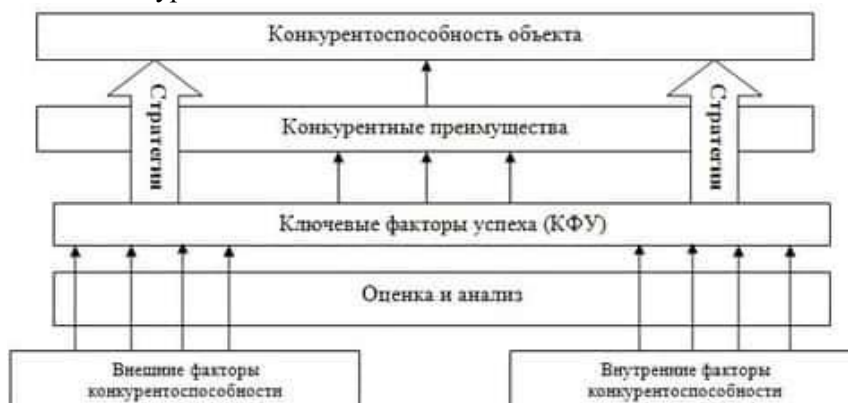 Конкурентоспособность объекта
Стратегии
Стратегии
Конкурентные преимущества
Ключевые факторы успеха (КФУ)
Оценка и анализ
Внешние факторы
конкурентоспособности
Внутренние факторы
конкурентоспособности